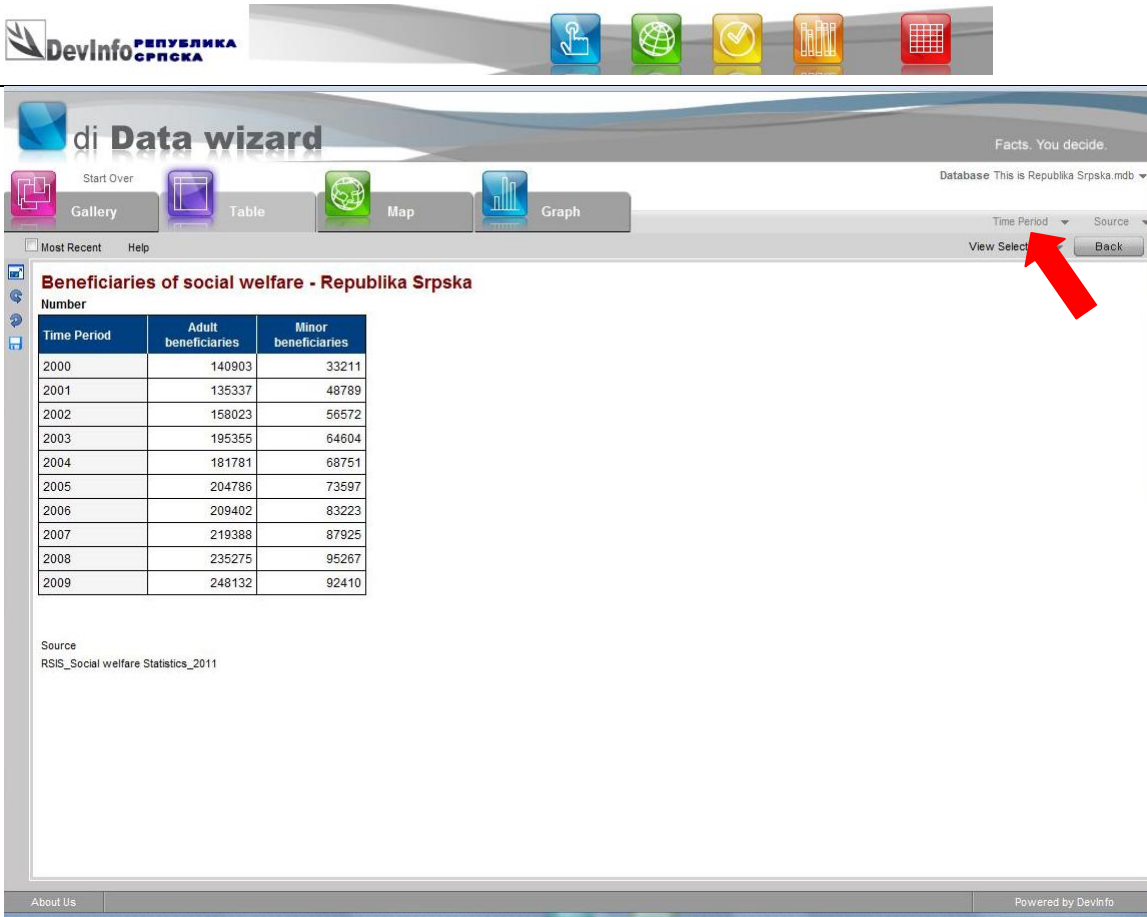 DevInfo РЕПУБЛИКА СРПСКА
di Data wizard
Facts. You decide.
Start Over
Database This is Republika Srpska.mdb
Gallery Table Map Graph
Time Period Source
Most Recent Help
Back
View
Beneficiaries of social welfare - Republika Srpska
Number
Time Period Adult beneficiaries Minor beneficiaries
2000 140903 33211
2001 135337 48789
2002 158023 56572
2003 195355 64604
2004 181781 68751
2005 204786 73597
2006 209402 83223
2007 219388 87925
2008 235275 95267
2009 248132 92410
Source
RSIS_Social welfare Statistics_2011
About Us
Powered by DevInfo